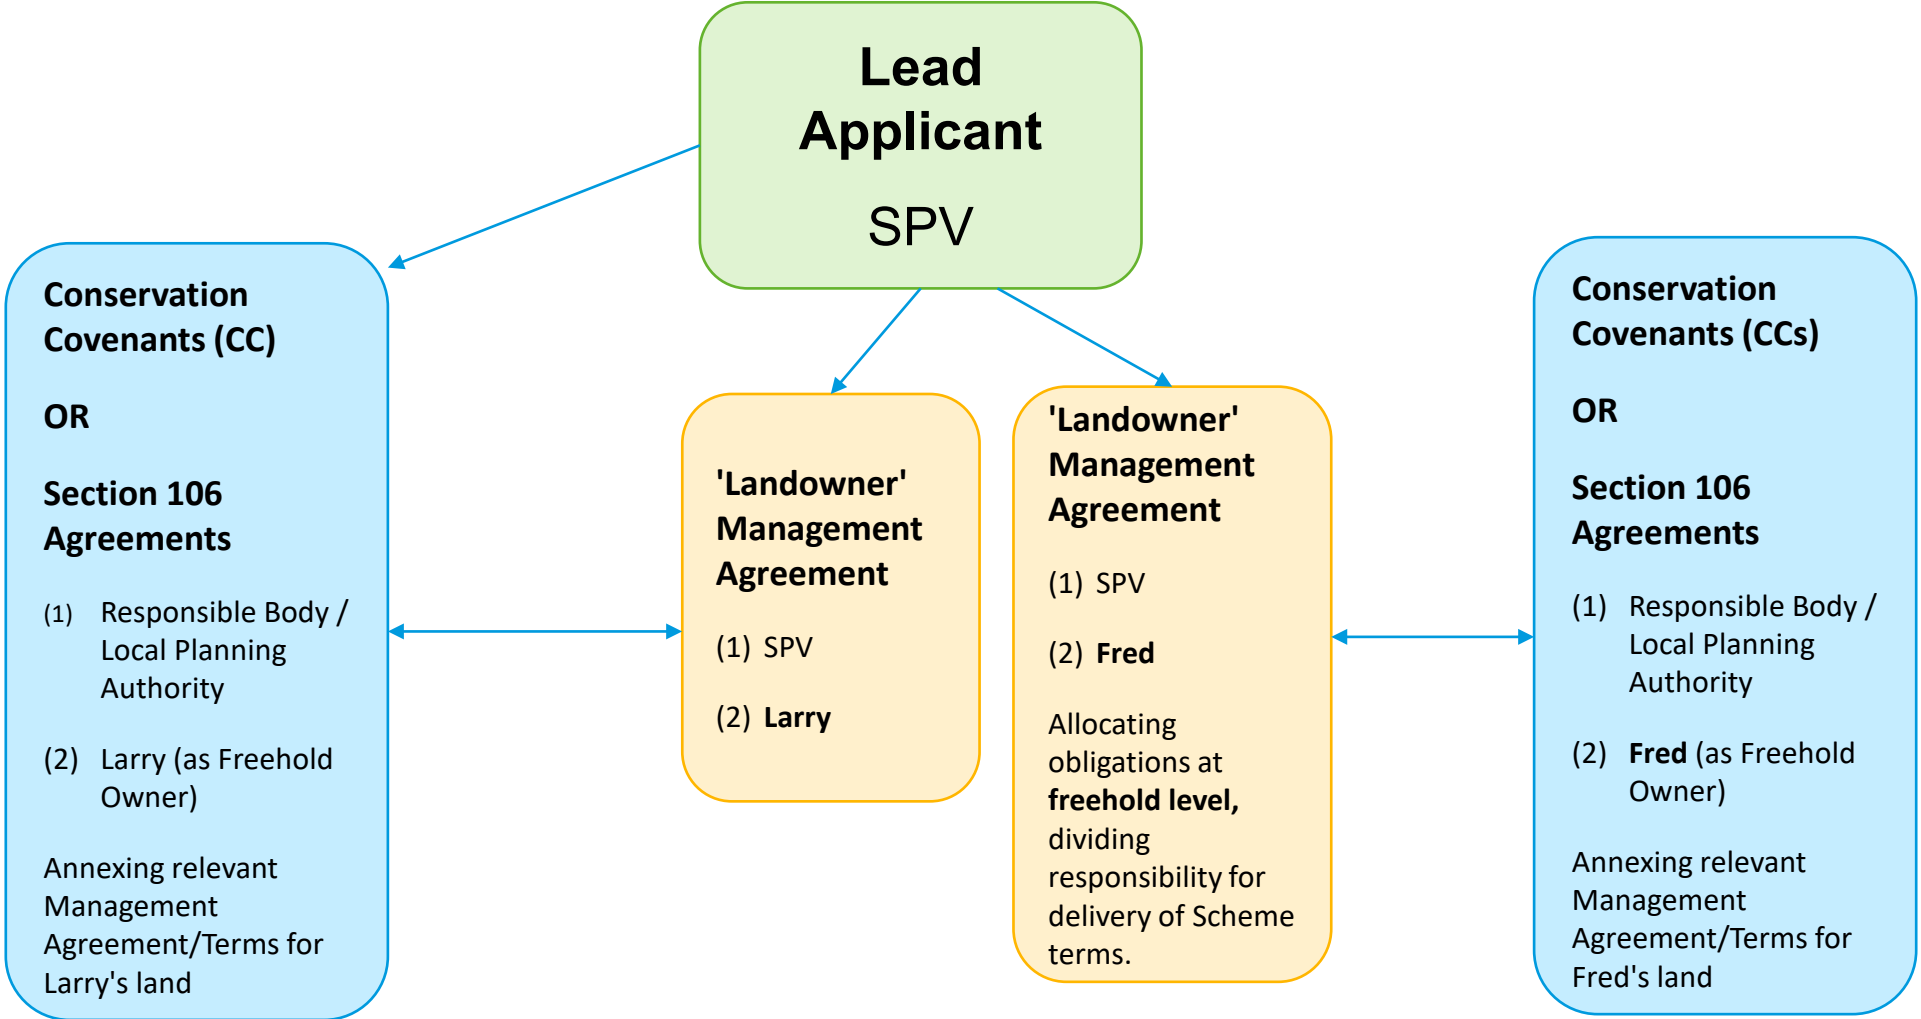 Lead
Applicant
SPV
Conservation
Covenants (CC)
OR
Section 106
Agreements
(1) Responsible Body /
Local Planning
Authority
(2) Larry (as Freehold
Owner)
Annexing relevant
Management
Agreement/Terms for
Larry's land
'Landowner'
Management
Agreement
(1) SPV
(2) Larry
'Landowner'
Management
Agreement
(1) SPV
(2) Fred
Allocating
obligations at
freehold level,
dividing
responsibility for
delivery of Scheme
terms.
Conservation
Covenants (CCs)
OR
Section 106
Agreements
(1) Responsible Body /
Local Planning
Authority
(2) Fred (as Freehold
Owner)
Annexing relevant
Management
Agreement/Terms for
Fred's land